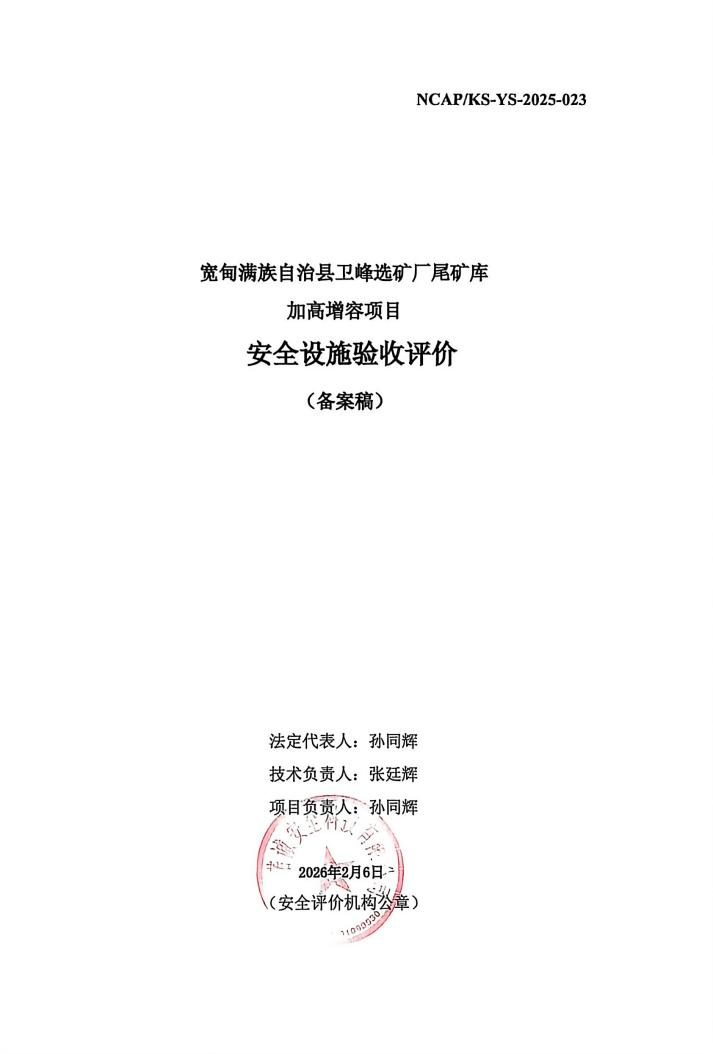 NCAP/KS-YS-2025-023
宽甸满族自治县卫峰选矿厂尾矿库
加高增容项目
安全设施验收评价
（备案稿）
法定代表人：孙同辉
技术负责人：张廷辉
项目负责人：孙同辉
2026年2月6日
（安全评价机构公章）